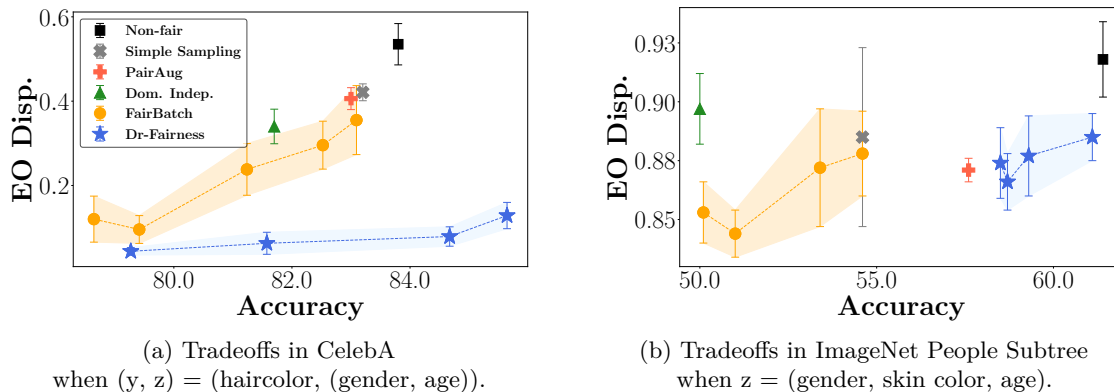 0.6
0.4
0.2
EO Disp.
Non-fair
Simple Sampling
PairAug
Dom. Indep.
FairBatch
Dr-Fairness
80.0 82.0 84.0
Accuracy
(a) Tradeoffs in CelebA
when (y, z) = (haircolor, (gender, age)).
0.93
0.90
0.88
0.85
EO Disp.
50.0 55.0 60.0
Accuracy
(b) Tradeoffs in ImageNet People Subtree
when z = (gender, skin color, age).